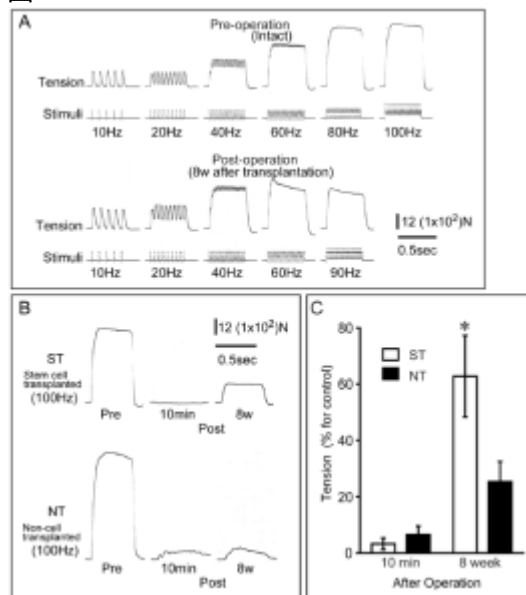 図
A
Pre-operation
(Intact)
Tension
Stimuli
10Hz 20Hz 40Hz 60Hz 80Hz 100Hz
Post-operation
(8w after transplantation)
Tension
12 (1x10²)N
0.5sec
Stimuli
10Hz 20Hz 40Hz 60Hz 90Hz
B
12 (1x10²)N
0.5sec
ST
Stem cell
transplanted
(100Hz)
Pre 10min 8w
Post
NT
Non-cell
transplanted
(100Hz)
Pre 10min 8w
Post
C
80
*
ST
NT
60
40
20
0
Tension (% for control)
10 min 8 week
After Operation